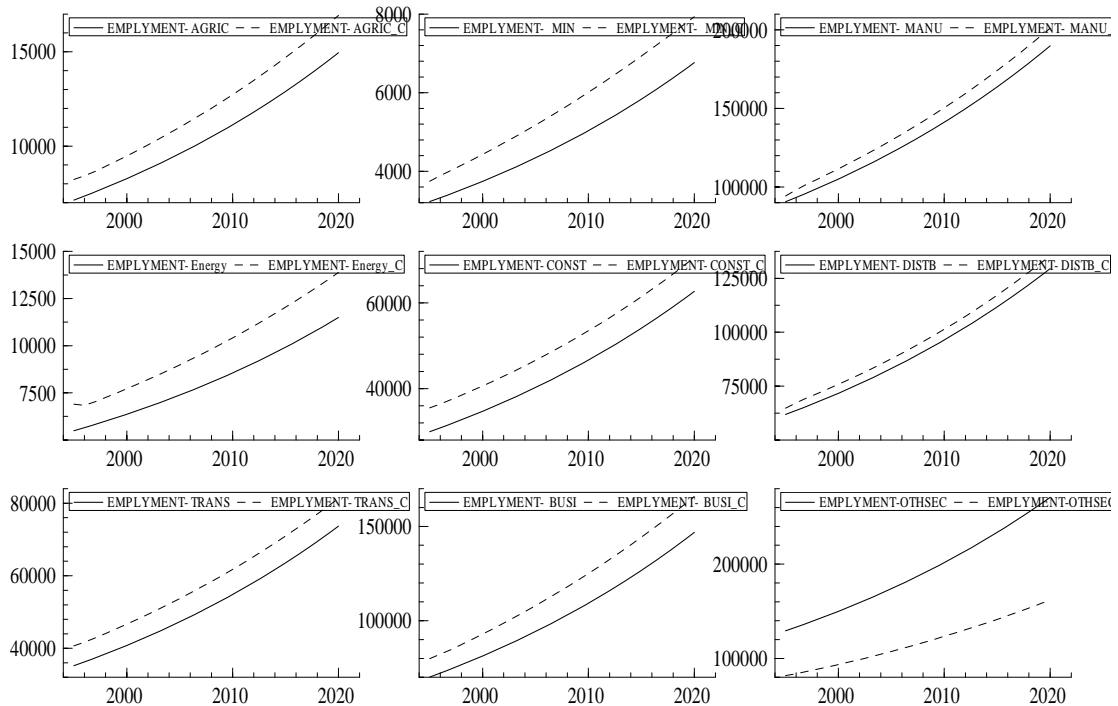 EMPLYMENT- AGRIC EMPLYMENT- AGRIC_C
15000
10000
2000 2010 2020
EMPLYMENT- MIN EMPLYMENT- MIN_C
8000
6000
4000
2000 2010 2020
EMPLYMENT- MANU EMPLYMENT- MANU_
200000
150000
100000
2000 2010 2020
EMPLYMENT- Energy EMPLYMENT- Energy_C
15000
12500
10000
7500
2000 2010 2020
EMPLYMENT- CONST EMPLYMENT- CONST_C
60000
40000
2000 2010 2020
EMPLYMENT- DISTB EMPLYMENT- DISTB_C
125000
100000
75000
2000 2010 2020
EMPLYMENT- TRANS EMPLYMENT- TRANS_C
80000
60000
40000
2000 2010 2020
EMPLYMENT- BUSI EMPLYMENT- BUSI_C
150000
100000
2000 2010 2020
EMPLYMENT-OTHSEC EMPLYMENT-OTHSEC
200000
100000
2000 2010 2020